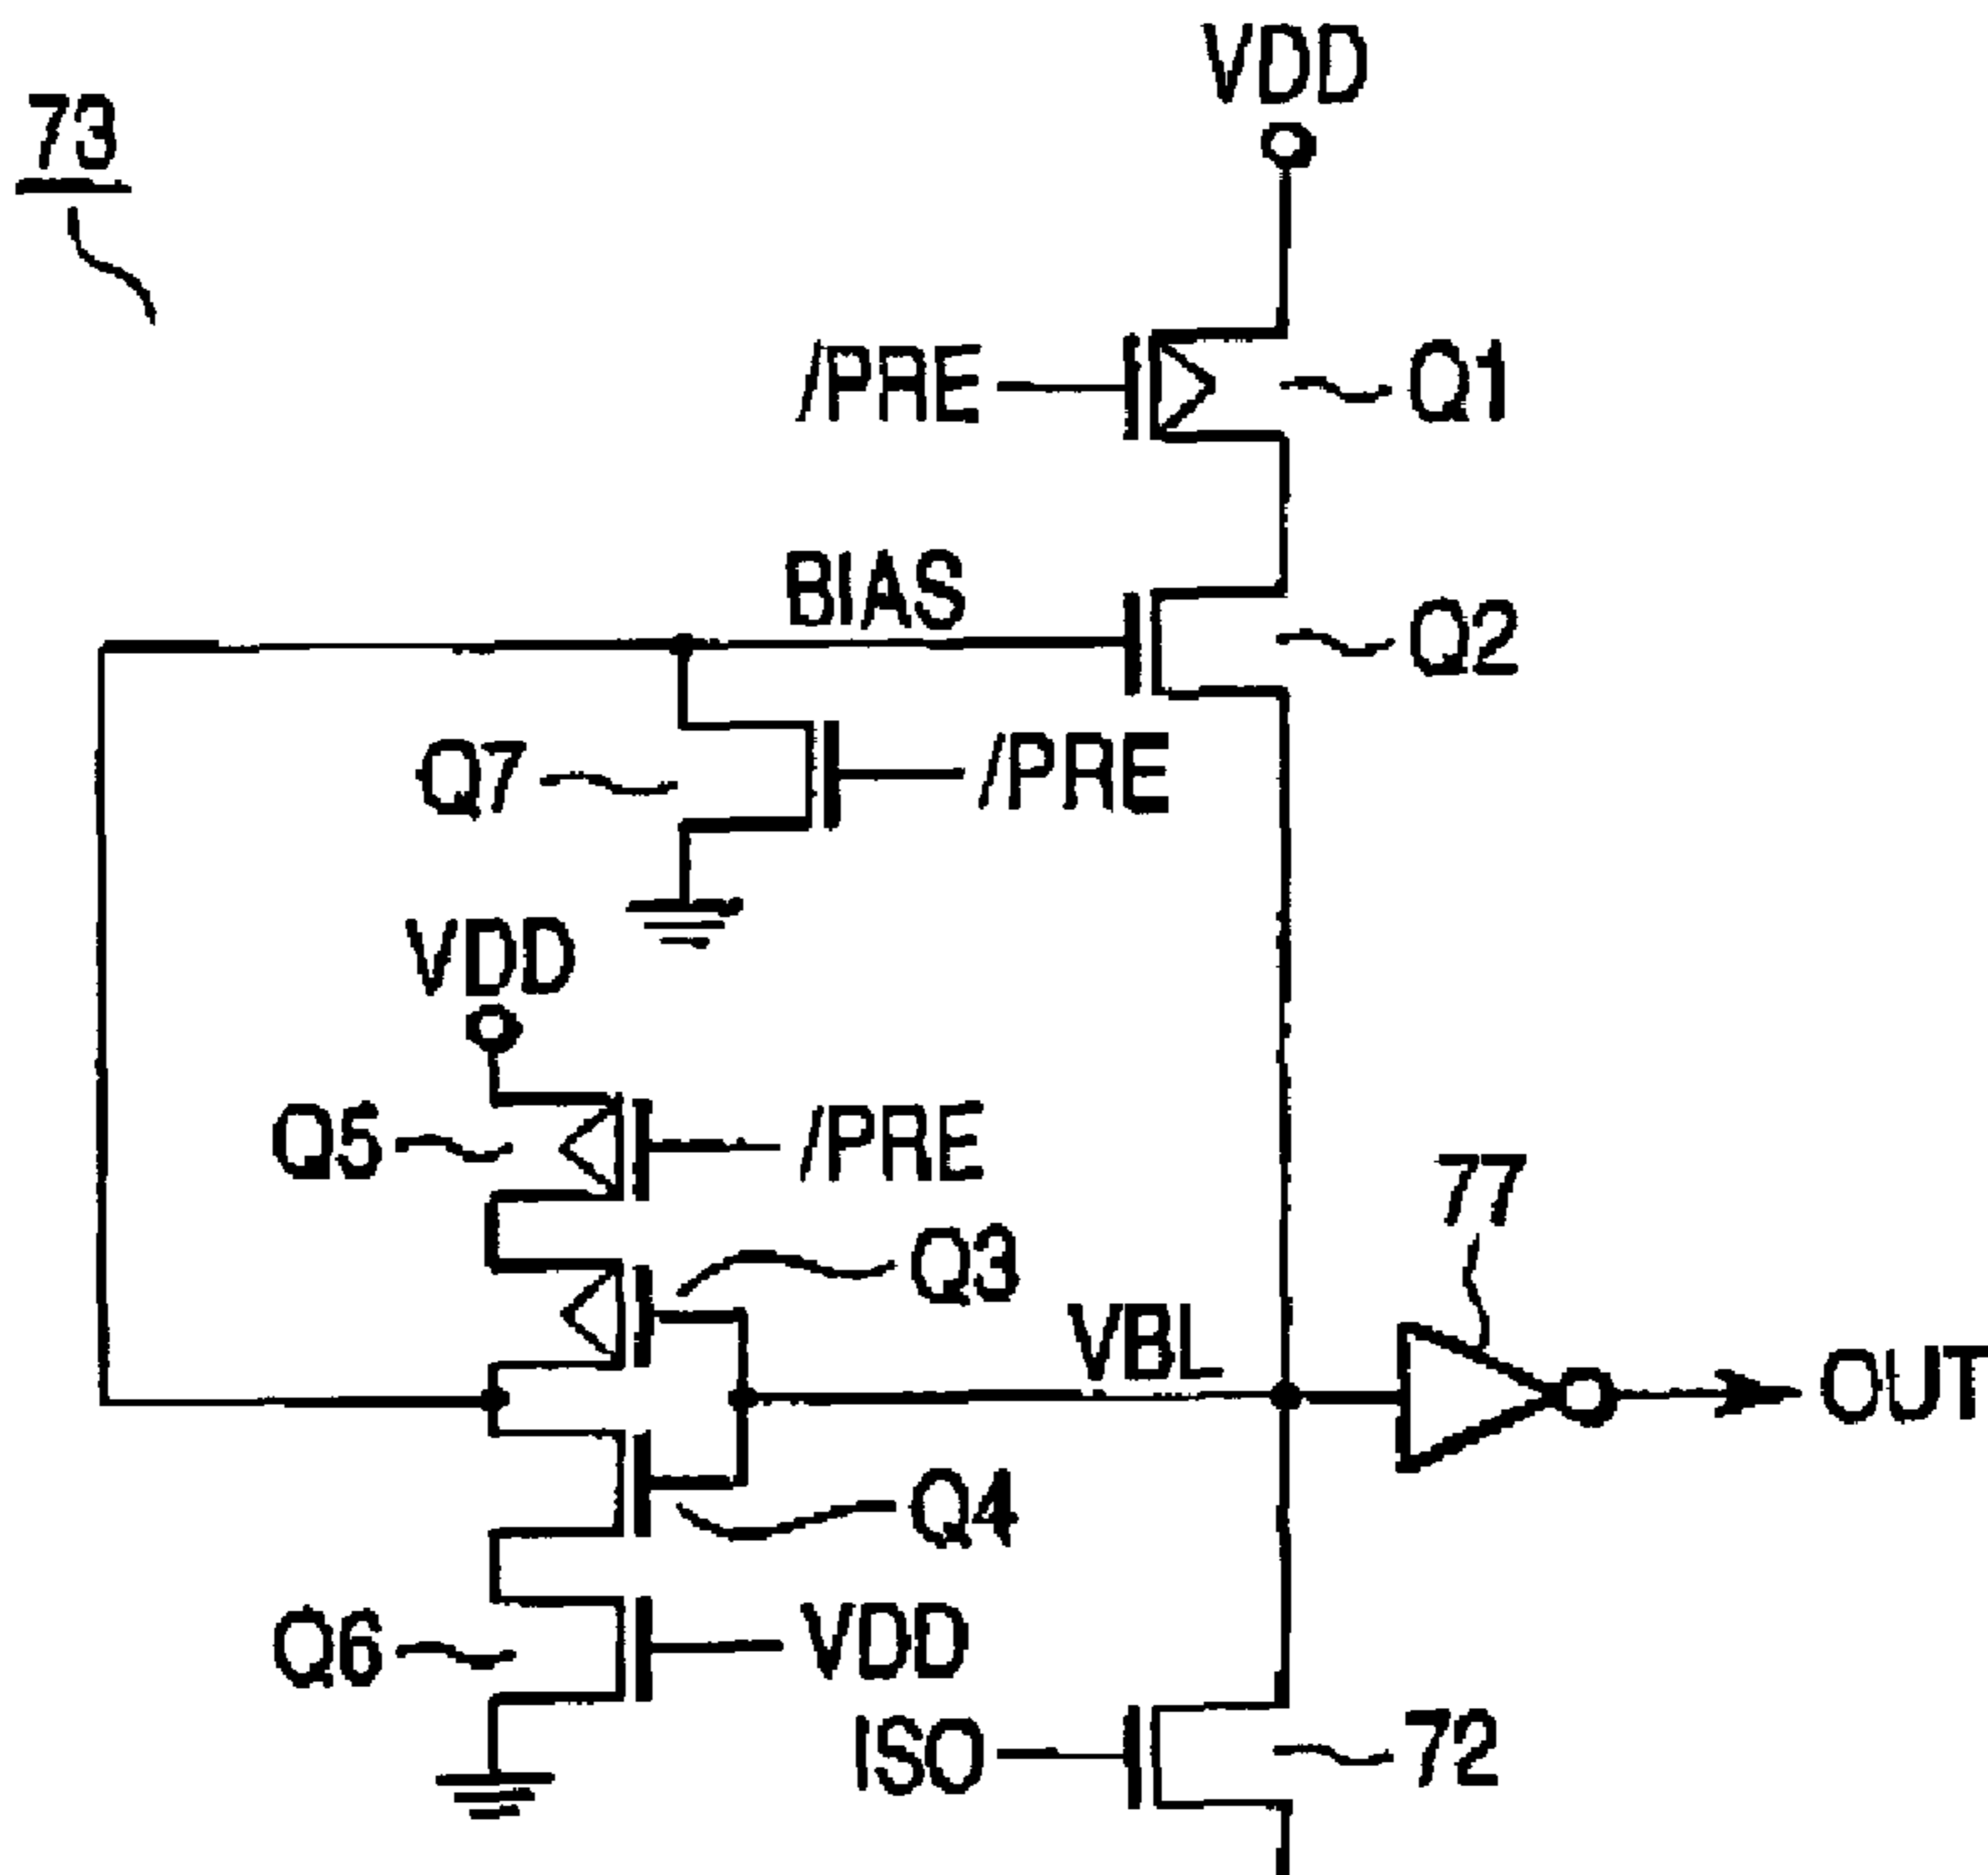 VDD
73
/PRE
Q1
BIAS
Q2
Q7
/PRE
VDD
Q5
/PRE
77
Q3
VBL
OUT
Q4
Q6
VDD
ISO
72